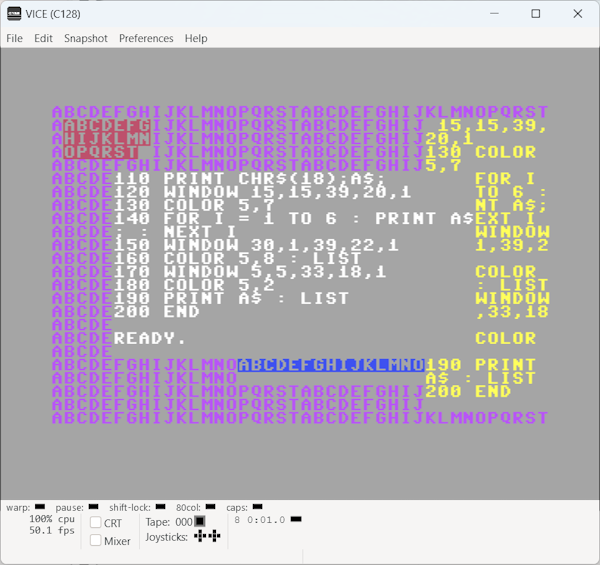 VICE (C128)
File Edit Snapshot Preferences Help
ABCDEFGHIJKLMNOPQRSTABCDEFGHIJKLMNOPQRST
AABCDEFGIJKLMNOPQRSTABCDEFGHIJ 15,15,39,
AHIJKLMNIJKLMNOPQRSTABCDEFGHIJ20,1
AOPQRST IJKLMNOPQRSTABCDEFGHIJ130 COLOR
ABCDEFGHIJKLMNOPQRSTABCDEFGHIJ5,7
ABCDE110 PRINT CHR$(18);A$; FOR I
ABCDE120 WINDOW 15,15,39,20,1 TO 6 :
ABCDE130 COLOR 5,7 NT A$;
ABCDE140 FOR I = 1 TO 6 : PRINT A$EXT I
ABCDE; : NEXT I WINDOW
ABCDE150 WINDOW 30,1,39,22,1 1,39,2
ABCDE160 COLOR 5,8 : LIST
ABCDE170 WINDOW 5,5,33,18,1 COLOR
ABCDE180 COLOR 5,2 : LIST
ABCDE190 PRINT A$ : LIST WINDOW
ABCDE200 END ,33,18
ABCDE
ABCDEREADY. COLOR
ABCDE
ABCDEFGHIJKLMNOABCDEFGHIJKLMNO190 PRINT
ABCDEFGHIJKLMNO A$ : LIST
ABCDEFGHIJKLMNOPQRSTABCDEFGHIJ200 END
ABCDEFGHIJKLMNOPQRSTABCDEFGHIJ
ABCDEFGHIJKLMNOPQRSTABCDEFGHIJKLMNOPQRST
warp: pause: shift-lock: 80col: caps:
100% cpu CRT Tape: 000 8 0:01.0
50.1 fps Mixer Joysticks: